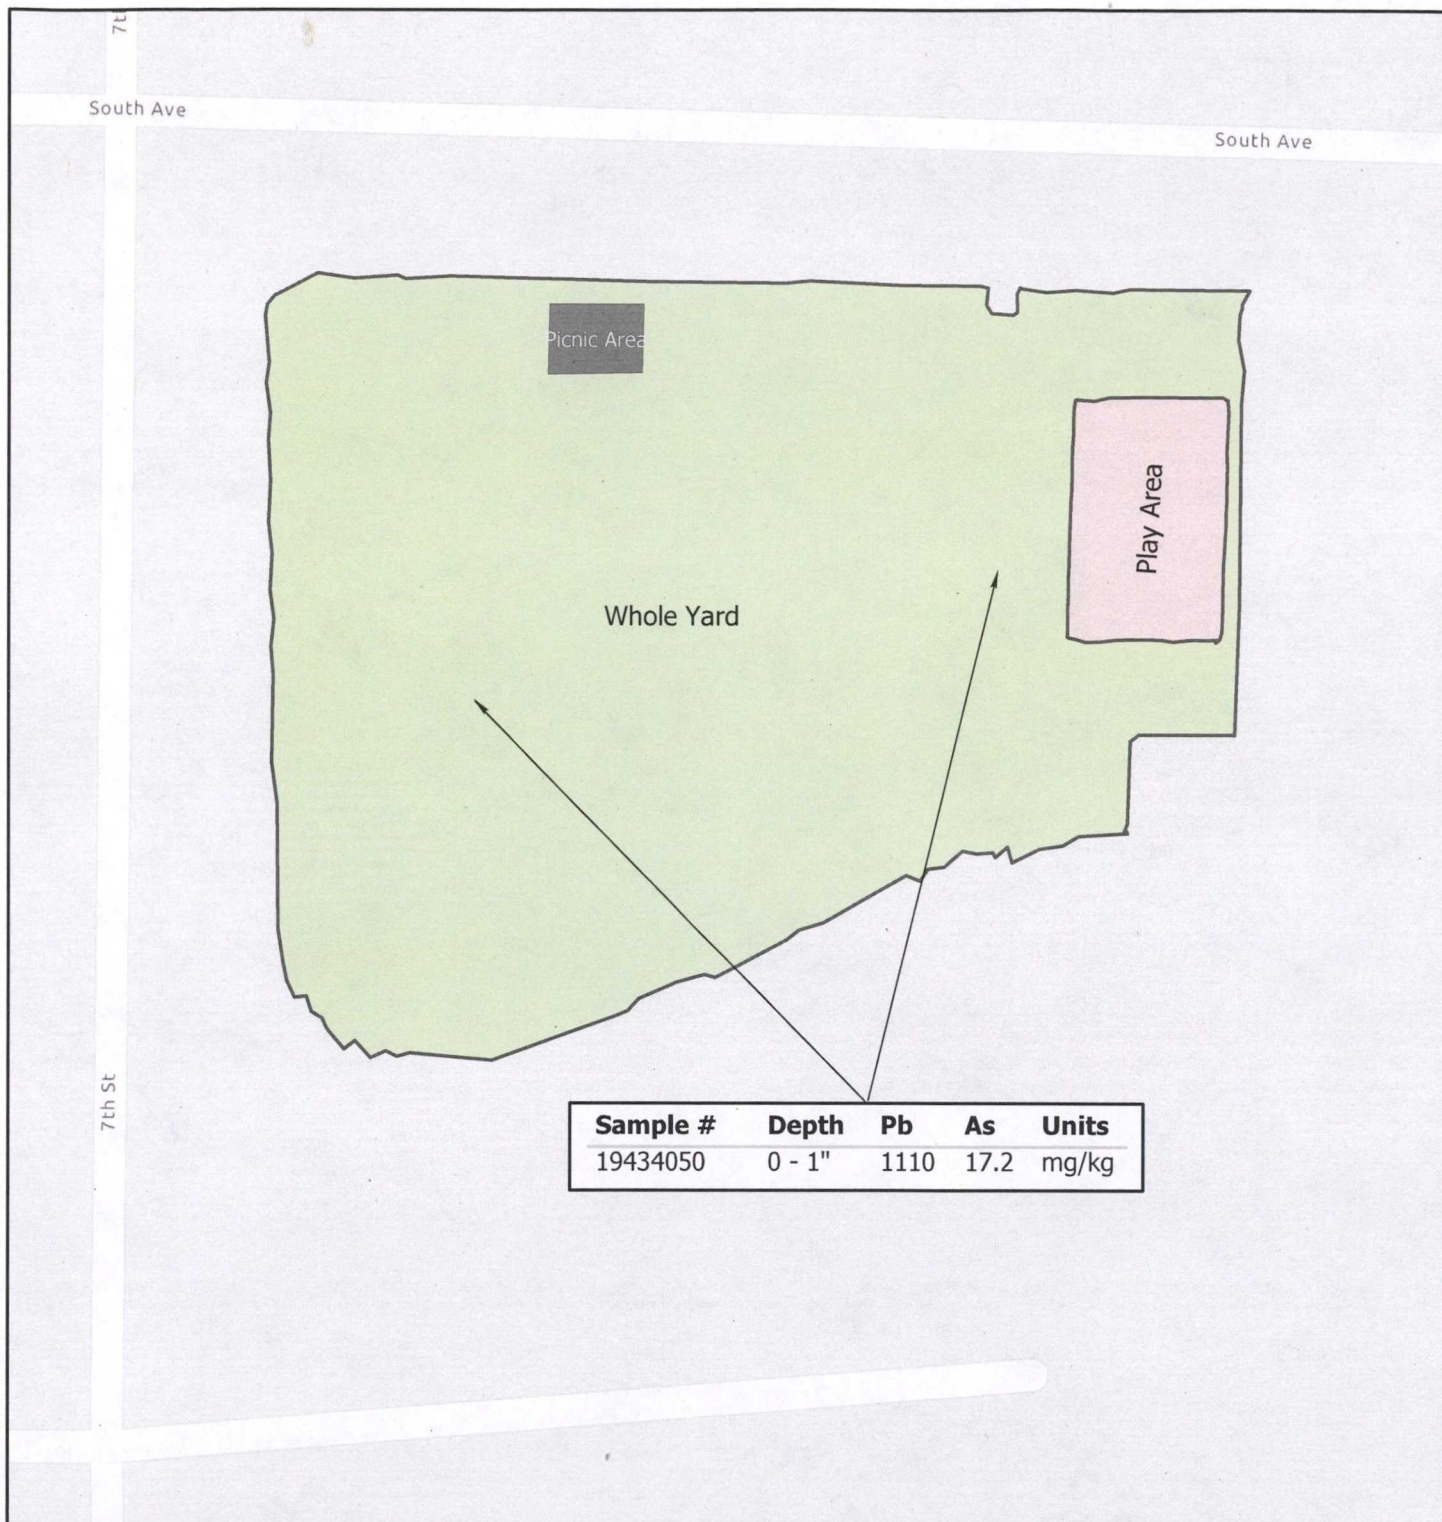 7t
South Ave
South Ave
Picnic Area
Play Area
Whole Yard
7th St
Sample # Depth Pb As Units
19434050 0 - 1" 1110 17.2 mg/kg